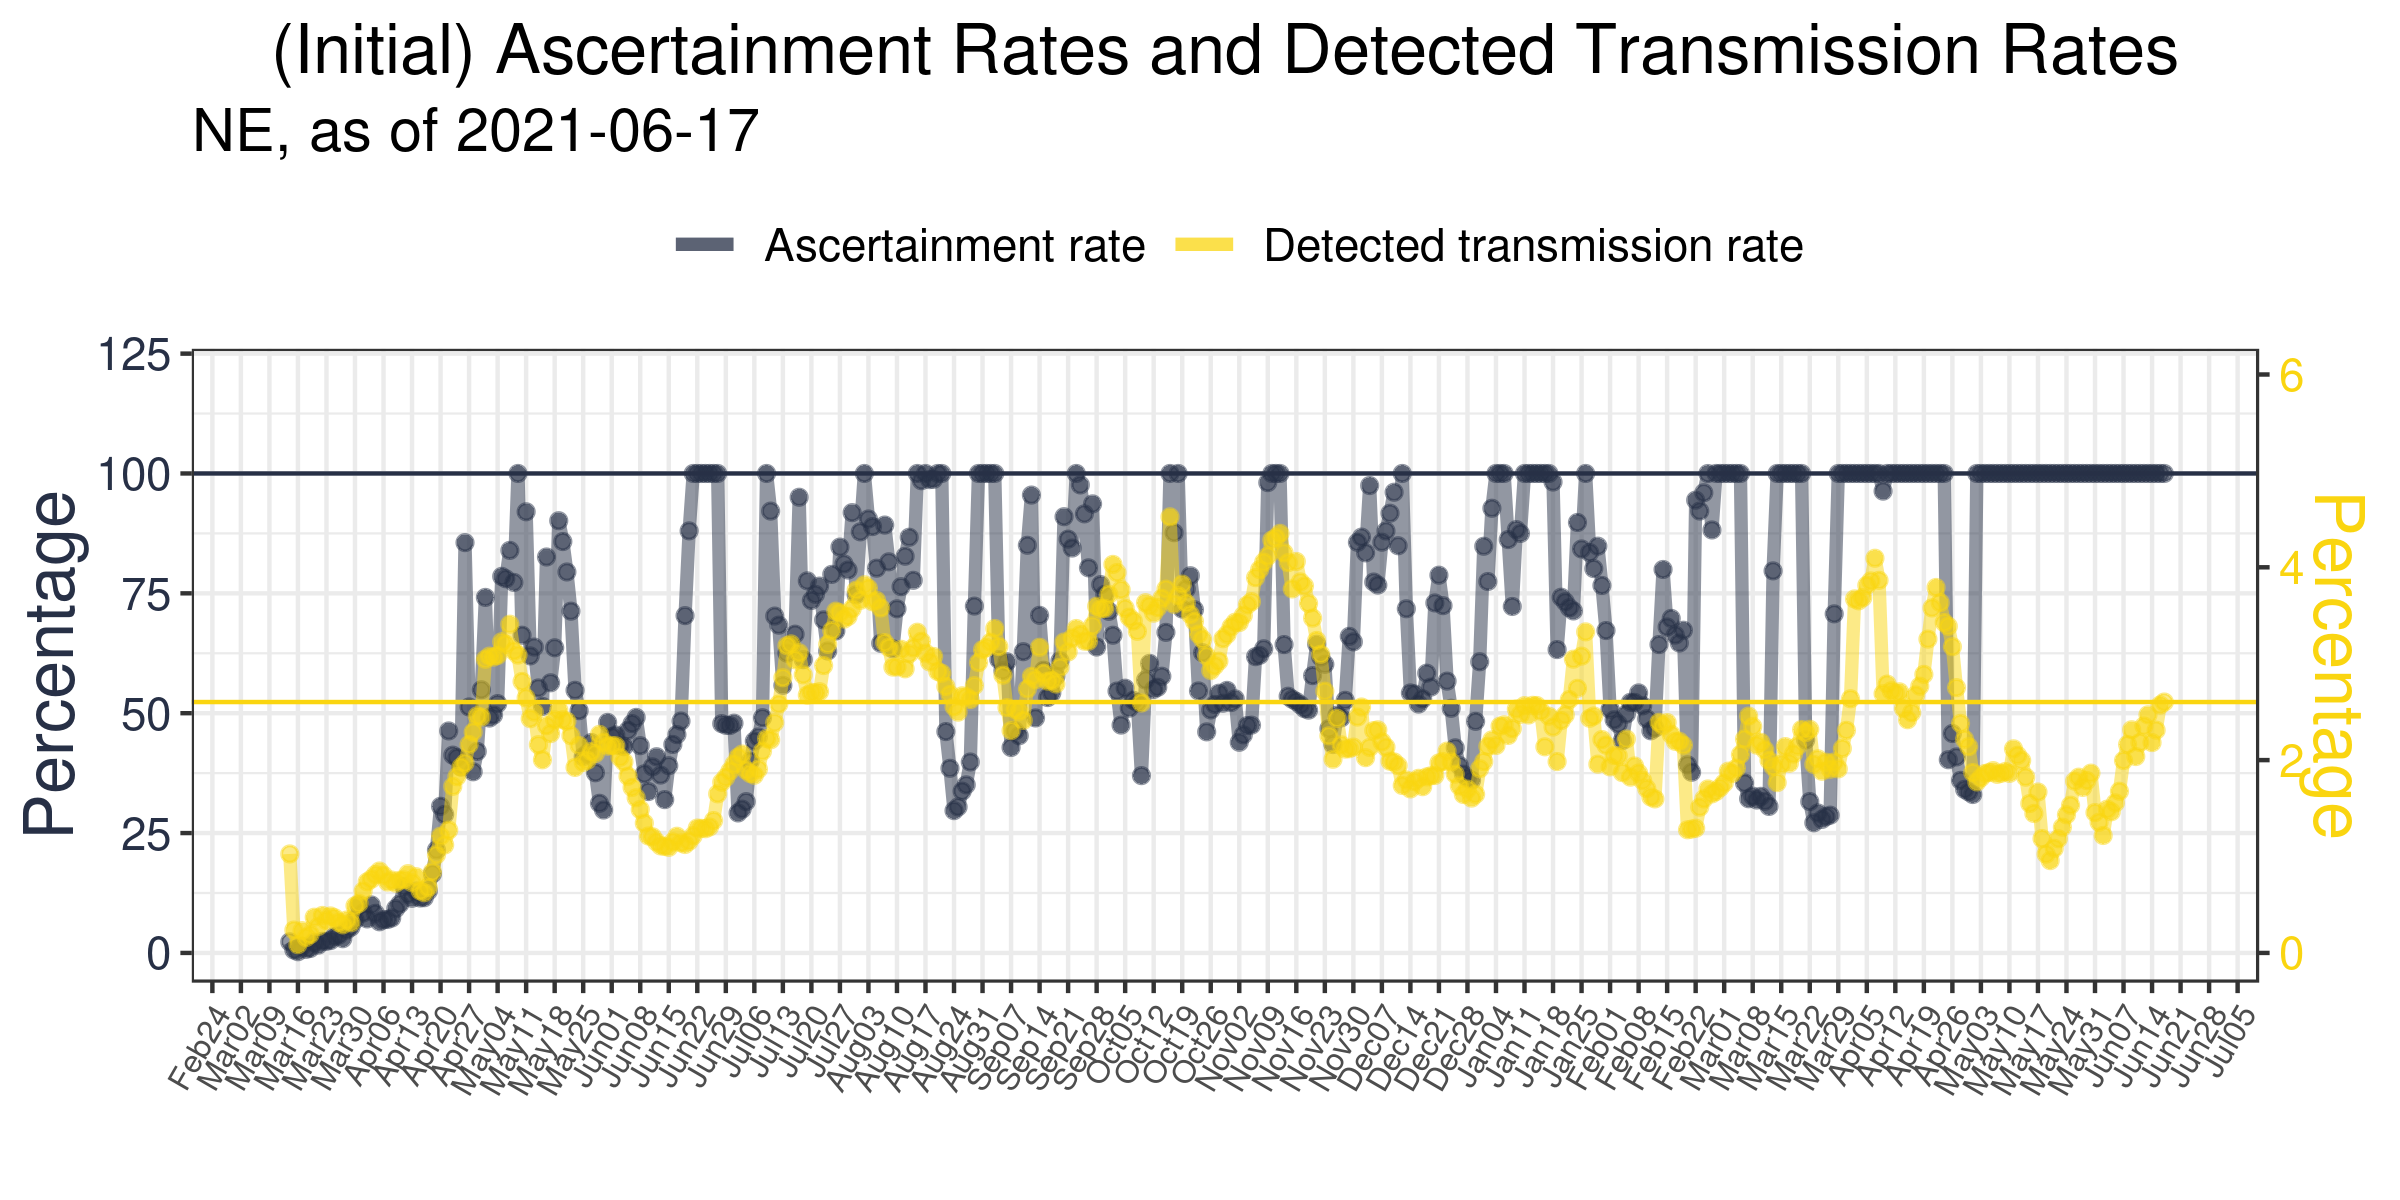 (Initial) Ascertainment Rates and Detected Transmission Rates
NE, as of 2021-06-17
Ascertainment rate
Detected transmission rate
Percentage
125
100
75
50
25
0
6
4
2
0
Percentage
Feb24
Mar02
Mar09
Mar16
Mar23
Mar30
Apr06
Apr13
Apr20
Apr27
May04
May11
May18
May25
Jun01
Jun08
Jun15
Jun22
Jun29
Jul06
Jul13
Jul20
Jul27
Aug03
Aug10
Aug17
Aug24
Aug31
Sep07
Sep14
Sep21
Sep28
Oct05
Oct12
Oct19
Oct26
Nov02
Nov09
Nov16
Nov23
Nov30
Dec07
Dec14
Dec21
Dec28
Jan04
Jan11
Jan18
Jan25
Feb01
Feb08
Feb15
Feb22
Mar01
Mar08
Mar15
Mar22
Mar29
Apr05
Apr12
Apr19
Apr26
May03
May10
May17
May24
May31
Jun07
Jun14
Jun21
Jun28
Jul05